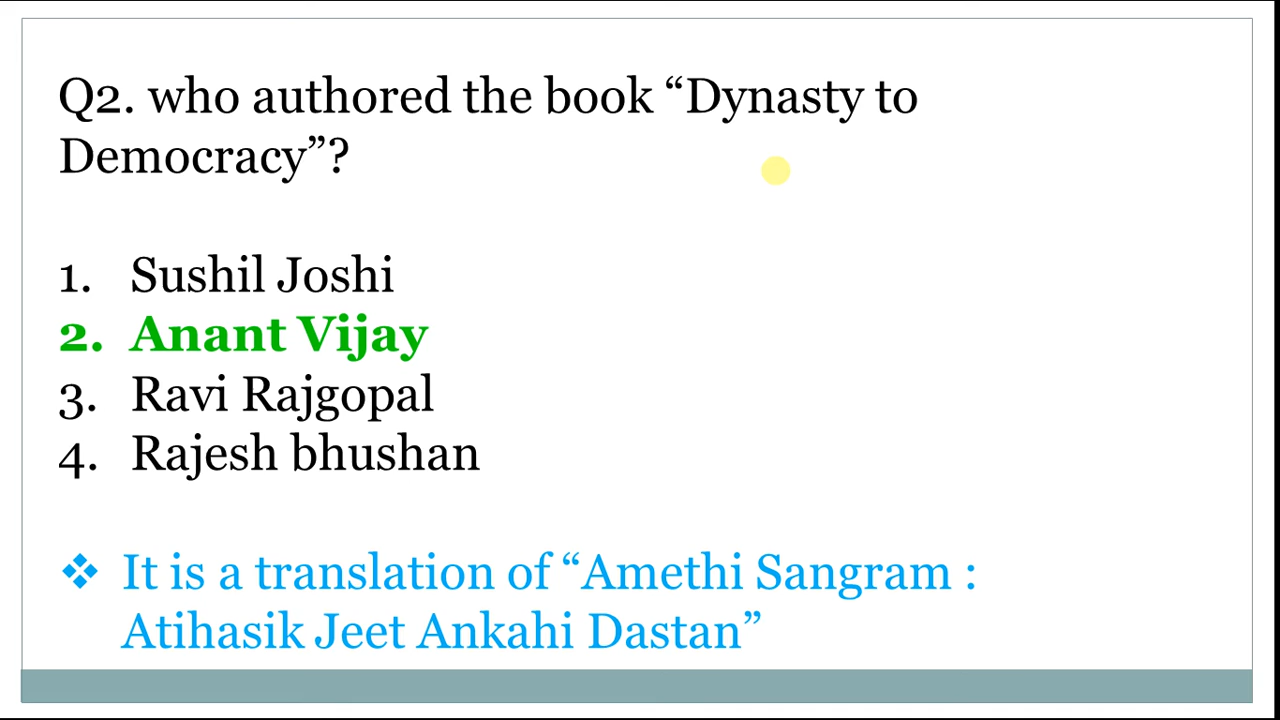 Q2. who authored the book “Dynasty to
Democracy”?
1. Sushil Joshi
2. Anant Vijay
3. Ravi Rajgopal
4. Rajesh bhushan
❖ It is a translation of “Amethi Sangram :
Atihasik Jeet Ankahi Dastan”